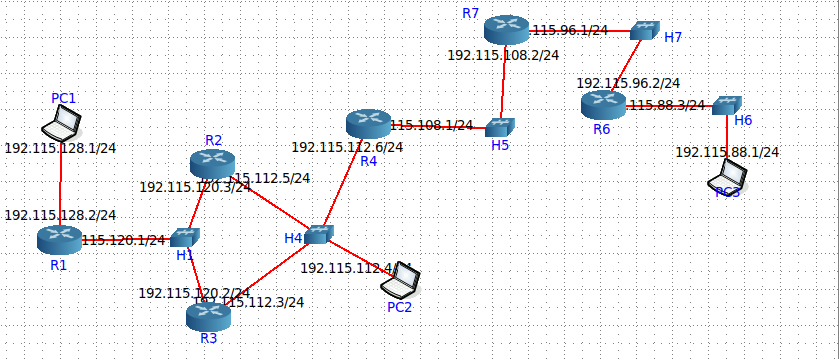 R7
115.96.1/24
H7
192.115.108.2/24
192.115.96.2/24
PC1
115.88.3/24
H6
R6
115.108.1/24
H5
R2
192.115.128.1/24
192.115.112.6/24
R4
192.115.88.1/24
15.112.5/24
192.115.120.3/24
PC3
192.115.128.2/24
115.120.1/24
H4
H1
R1
192.115.112.4/24
192.115.120.2/24
15.112.3/24
PC2
R3